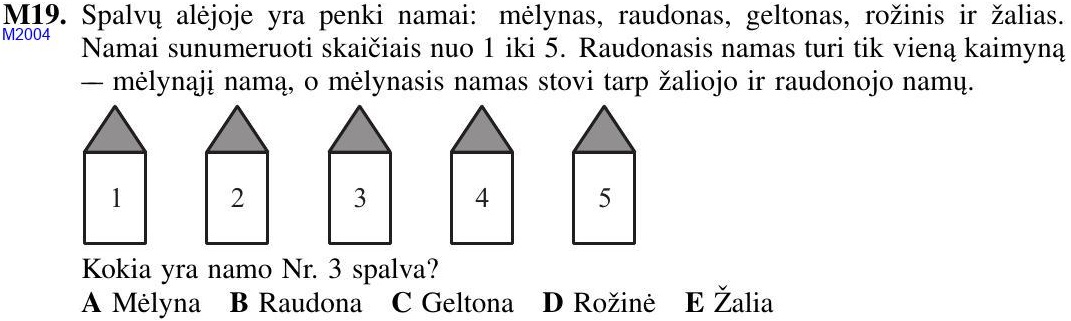 M19. Spalvų alėjoje yra penki namai: mėlynas, raudonas, geltonas, rožinis ir žalias.
M2004
Namai sunumeruoti skaičiais nuo 1 iki 5. Raudonasis namas turi tik vieną kaimyną
— mėlynąjį namą, o mėlynasis namas stovi tarp žaliojo ir raudonojo namų.
1 2 3 4 5
Kokia yra namo Nr. 3 spalva?
A Mėlyna B Raudona C Geltona D Rožinė E Žalia